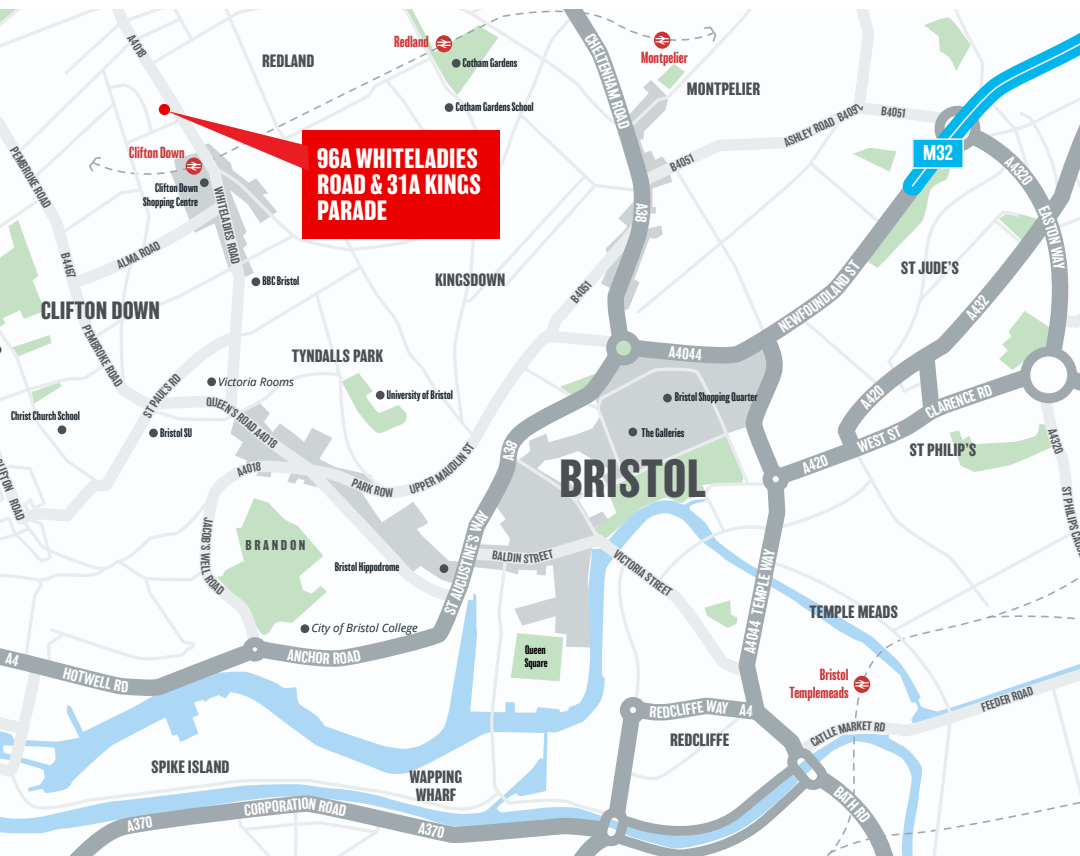 A4018
REDLAND
Redland
Cotham Gardens
Cotham Gardens School
CHELTENHAM ROAD
Montpelier
MONTPELIER
ASHLEY ROAD B4052
B4051
B4051
M32
A4320
EASTON WAY
PEMBROKE ROAD
Clifton Down
Clifton Down
Shopping Centre
96A WHITELADIES
ROAD & 31A KINGS
PARADE
WHITELADIES ROAD
A38
ALMA ROAD
B4467
BBC Bristol
KINGSDOWN
B4051
ST JUDE'S
NEWFOUNDLAND ST
A432
CLIFTON DOWN
PEMBROKE ROAD
TYNDALLS PARK
A4044
Victoria Rooms
University of Bristol
Bristol Shopping Quarter
A420
CLARENCE RD
ST PAUL'S RD
QUEEN'S ROAD A4018
Christ Church School
Bristol SU
The Galleries
WEST ST
A420
ST PHILIP'S
A4320
A38
UPPER MAUDLIN ST
A4018
PARK ROW
BRISTOL
CLIFTON ROAD
JACOB'S WELL ROAD
BRANDON
ST AUGUSTINE'S WAY
BALDIN STREET
VICTORIA STREET
Bristol Hippodrome
A4044 TEMPLE WAY
TEMPLE MEADS
City of Bristol College
Queen
Square
ANCHOR ROAD
A4
HOTWELL RD
Bristol
Templemeads
FEEDER ROAD
REDCLIFFE WAY A4
CATLLE MARKET RD
REDCLIFFE
SPIKE ISLAND
WAPPING
WHARF
BATH RD
CORPORATION ROAD
A370
A370